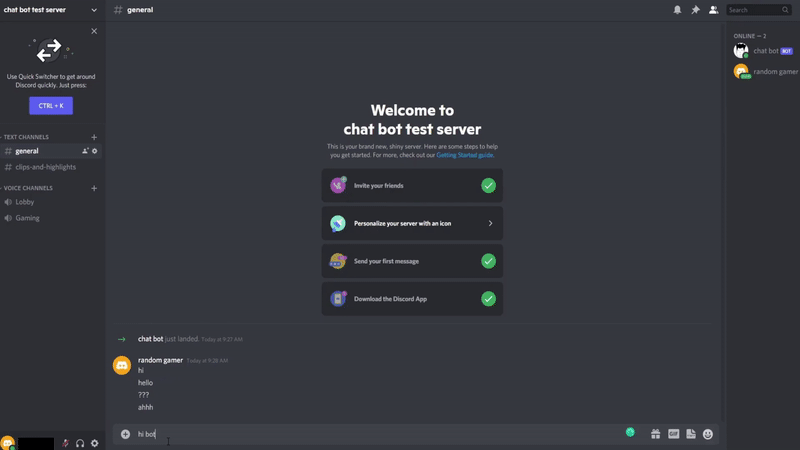 chat bot test server
general
Search
Use Quick Switcher to get around
Discord quickly. Just press:
CTRL + K
TEXT CHANNELS
general
clips-and-highlights
VOICE CHANNELS
Lobby
Gaming
Welcome to
chat bot test server
This is your brand new, shiny server. Here are some steps to help
you get started. For more, check out our Getting Started guide.
Invite your friends
Personalize your server with an icon
Send your first message
Download the Discord App
chat bot just landed. Today at 9:27 AM
random gamer Today at 9:28 AM
hi
hello
???
ahhh
hi bot
GIF
ONLINE — 2
chat bot BOT
random gamer